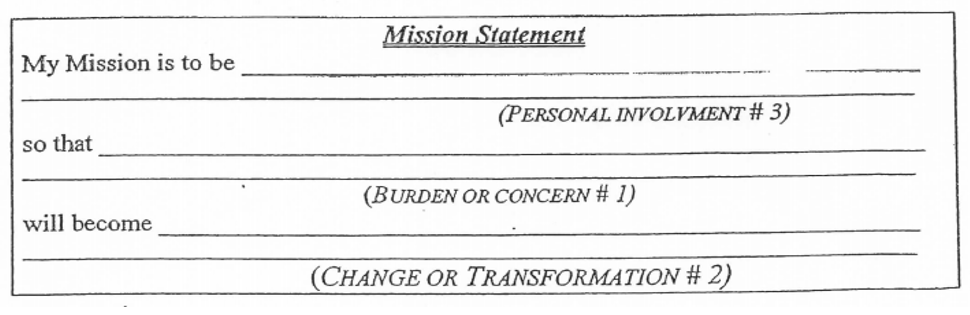 Mission Statement
My Mission is to be
(PERSONAL INVOLVMENT # 3)
so that
(BURDEN OR CONCERN # 1)
will become
(CHANGE OR TRANSFORMATION # 2)